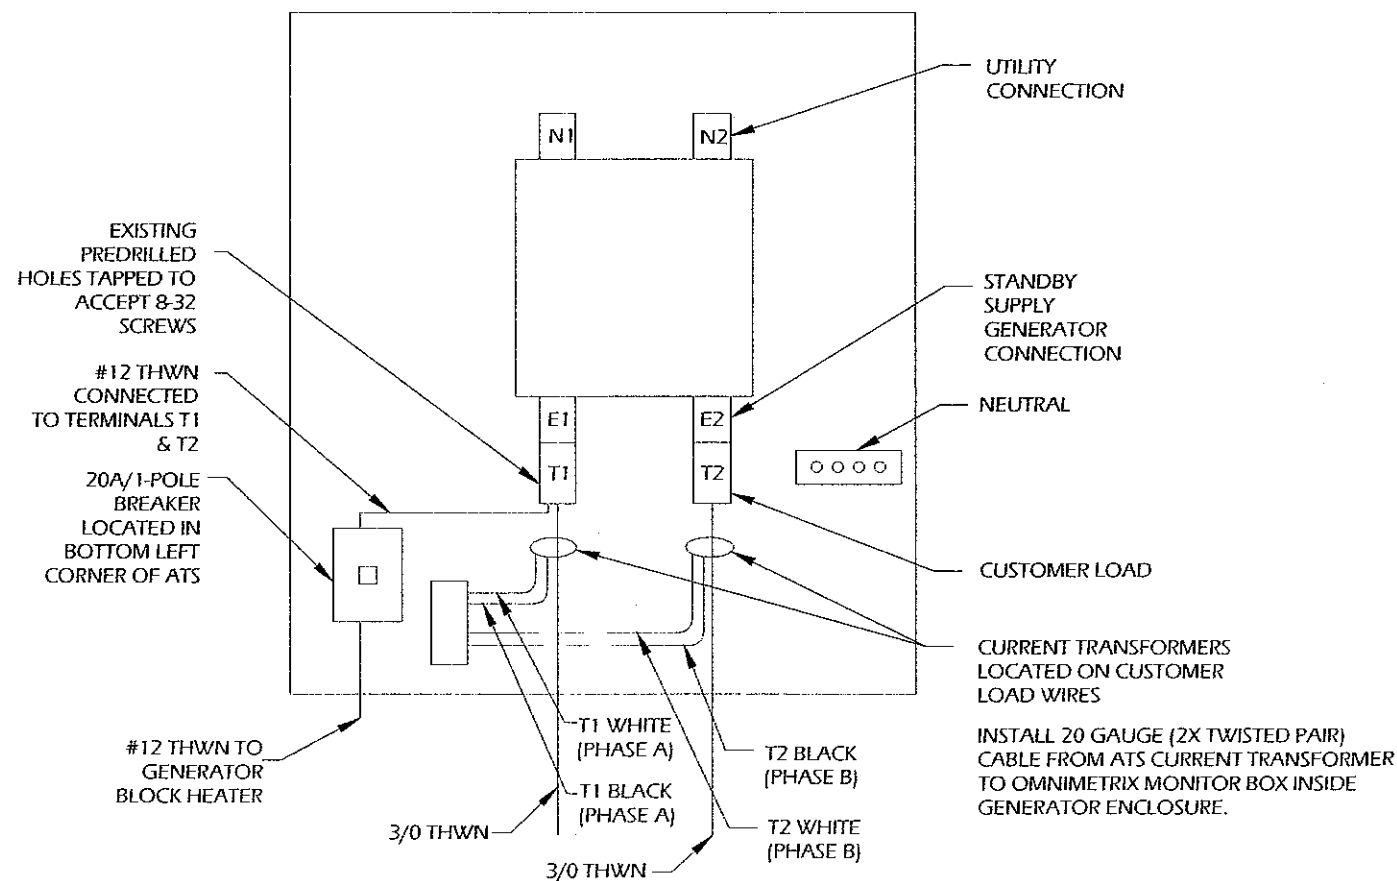 UTILITY
CONNECTION
N1
N2
EXISTING
PREDRILLED
HOLES TAPPED TO
ACCEPT 8-32
SCREWS
STANDBY
SUPPLY
GENERATOR
CONNECTION
#12 THWN
CONNECTED
TO TERMINALS T1
& T2
E1
E2
NEUTRAL
T1
T2
20A/1-POLE
BREAKER
LOCATED IN
BOTTOM LEFT
CORNER OF ATS
CUSTOMER LOAD
CURRENT TRANSFORMERS
LOCATED ON CUSTOMER
LOAD WIRES
INSTALL 20 GAUGE (2X TWISTED PAIR)
CABLE FROM ATS CURRENT TRANSFORMER
TO OMNIMETRIX MONITOR BOX INSIDE
GENERATOR ENCLOSURE.
#12 THWN TO
GENERATOR
BLOCK HEATER
T1 WHITE
(PHASE A)
T1 BLACK
(PHASE A)
T2 BLACK
(PHASE B)
T2 WHITE
(PHASE B)
3/0 THWN
3/0 THWN